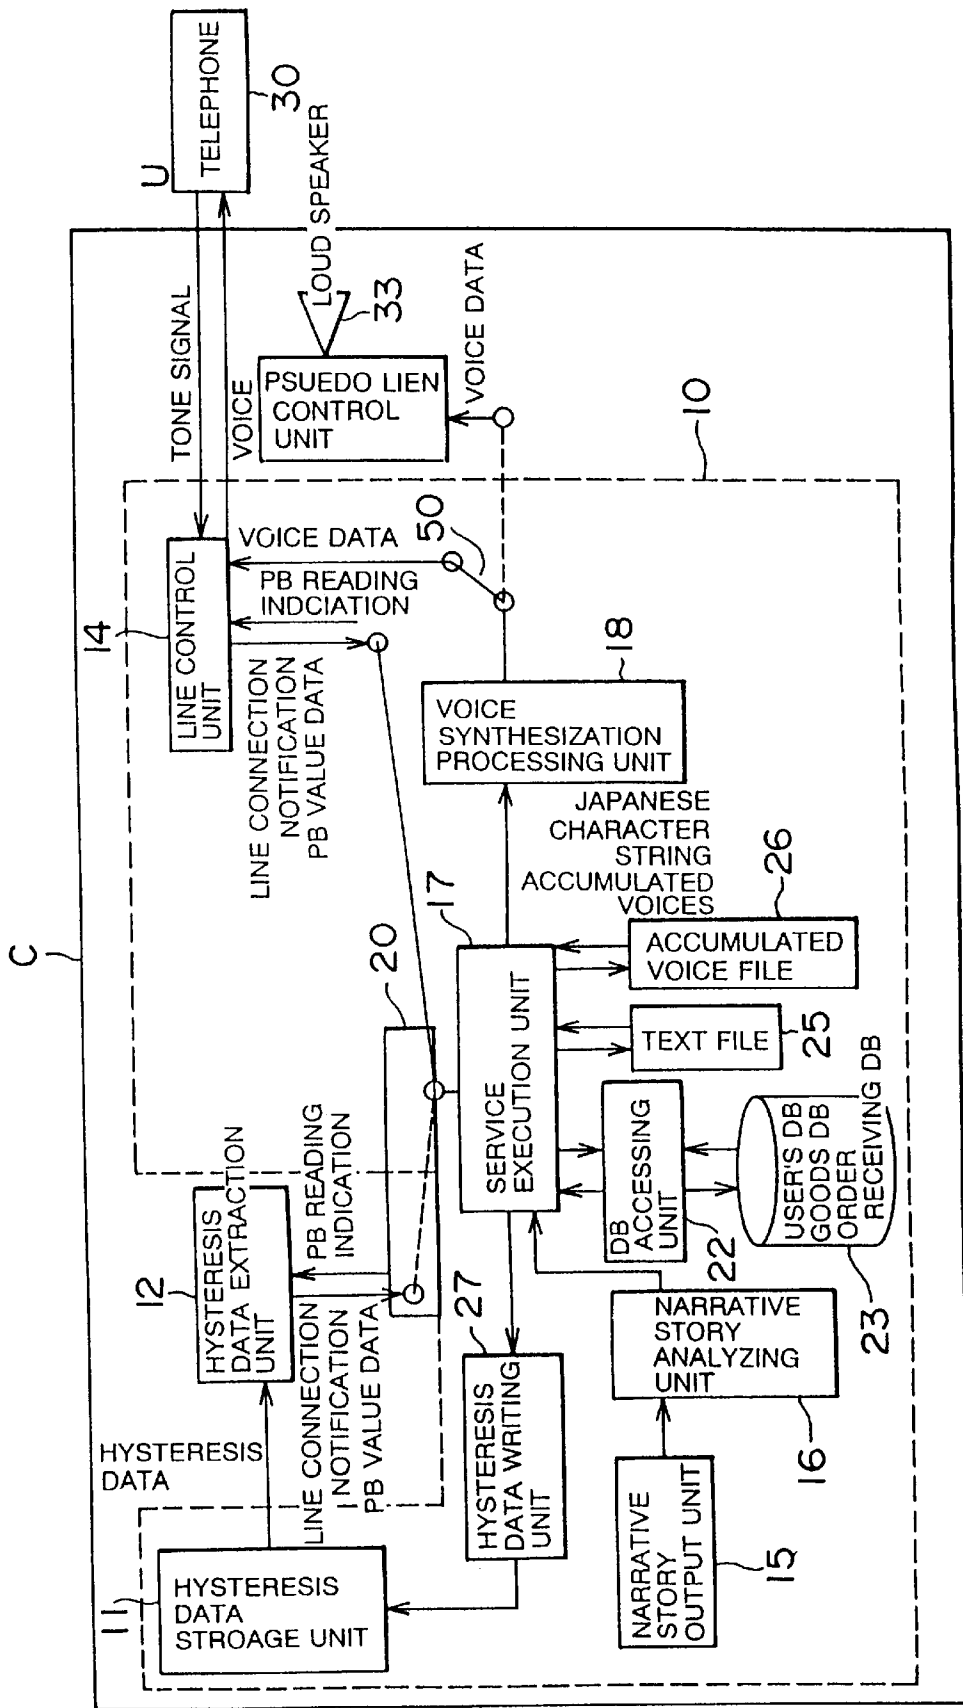 C
U
TELEPHONE
30
TONE SIGNAL
VOICE
LOUD SPEAKER
33
PSUEDO LIEN
CONTROL
UNIT
VOICE DATA
10
14
LINE CONTROL
UNIT
VOICE DATA
PB READING
INDCIATION
50
LINE CONNECTION
NOTIFICATION
PB VALUE DATA
18
VOICE
SYNTHESIZATION
PROCESSING UNIT
JAPANESE
CHARACTER
STRING
ACCUMULATED
VOICES
26
ACCUMULATED
VOICE FILE
17
SERVICE
EXECUTION UNIT
20
TEXT FILE
25
DB
ACCESSING
UNIT
22
USER'S DB
GOODS DB
ORDER
RECEIVING DB
23
12
HYSTERESIS
DATA EXTRACTION
UNIT
PB READING
INDICATION
LINE CONNECTION
NOTIFICATION
PB VALUE DATA
HYSTERESIS
DATA
27
HYSTERESIS
DATA WRITING
UNIT
NARRATIVE
STORY
ANALYZING
UNIT
16
11
HYSTERESIS
DATA
STROAGE UNIT
NARRATIVE
STORY
OUTPUT UNIT
15